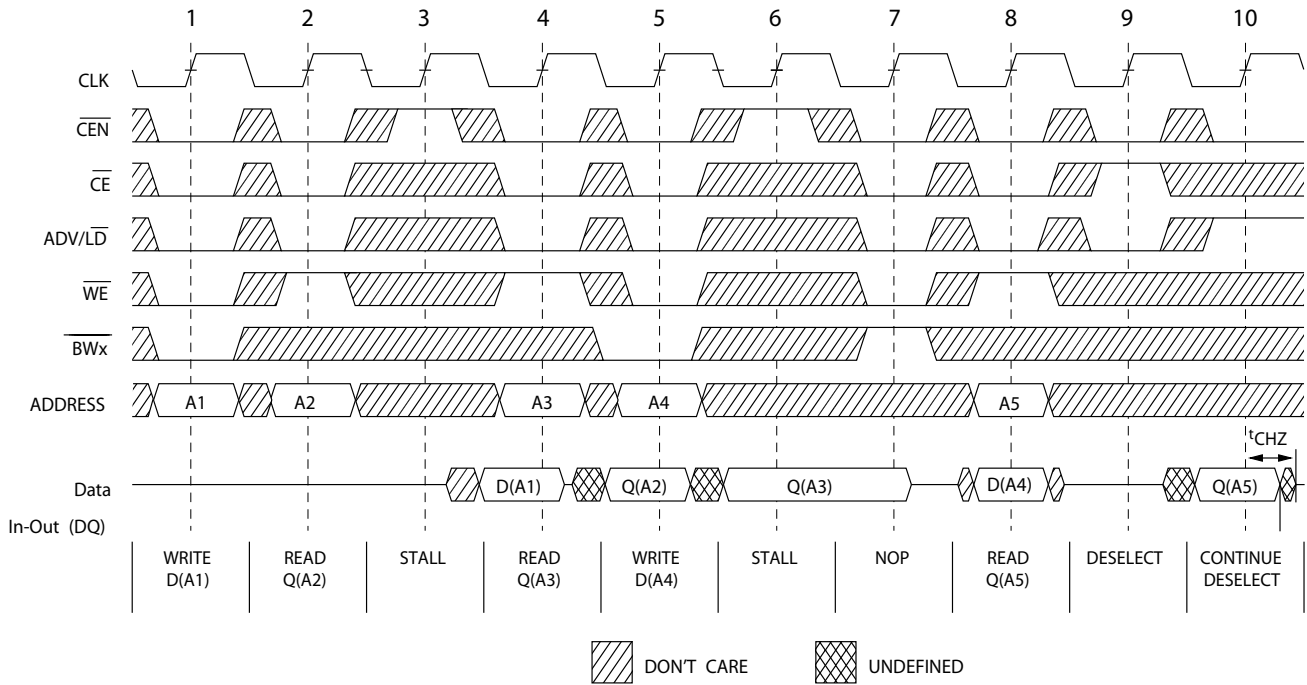 1 2 3 4 5 6 7 8 9 10
CLK
CEN
CE
ADV/LD
WE
BWx
ADDRESS A1 A2 A3 A4 A5
tCHZ
Data D(A1) Q(A2) Q(A3) D(A4) Q(A5)
In-Out (DQ)
WRITE READ STALL READ WRITE STALL NOP READ DESELECT CONTINUE
D(A1) Q(A2) Q(A3) D(A4) Q(A5) DESELECT
DON'T CARE UNDEFINED